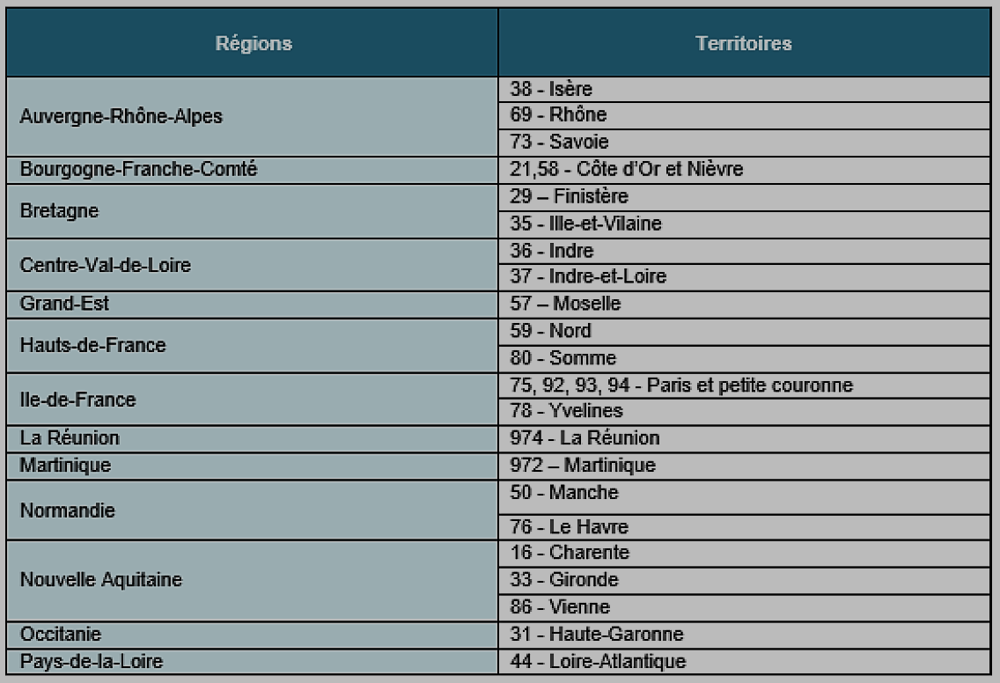 Régions Territoires
Auvergne-Rhône-Alpes
38 - Isère
69 - Rhône
73 - Savoie
Bourgogne-Franche-Comté
21,58 - Côte d'Or et Nièvre
Bretagne
29 – Finistère
35 - Ille-et-Vilaine
Centre-Val-de-Loire
36 - Indre
37 - Indre-et-Loire
Grand-Est
57 – Moselle
Hauts-de-France
59 - Nord
80 - Somme
Ile-de-France
75, 92, 93, 94 - Paris et petite couronne
78 - Yvelines
La Réunion
974 - La Réunion
Martinique
972 – Martinique
Normandie
50 - Manche
76 - Le Havre
Nouvelle Aquitaine
16 - Charente
33 - Gironde
86 - Vienne
Occitanie
31 - Haute-Garonne
Pays-de-la-Loire
44 - Loire-Atlantique